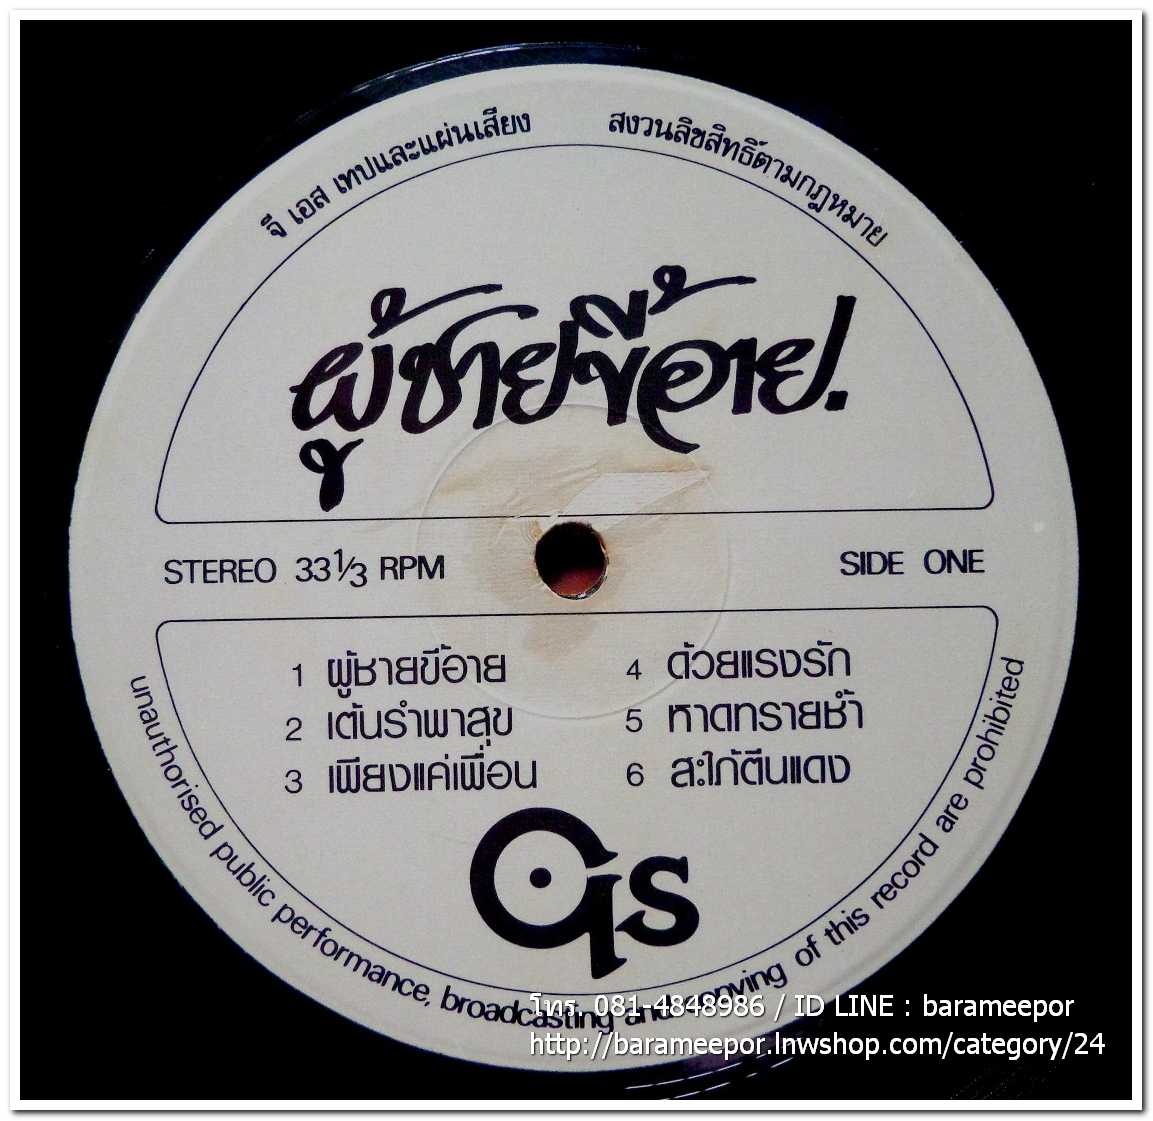 จี เอส เทปและแผ่นเสียง
สงวนลิขสิทธิ์ตามกฎหมาย
ผู้ชายขี้อาย.
STEREO 33⅓ RPM
SIDE ONE
1 ผู้ชายขี้อาย
2 เต้นรำพาสุข
3 เพียงแค่เพื่อน
4 ด้วยแรงรัก
5 หาดทรายช้ำ
6 สะใภ้ตีนแดง
GS
unauthorised public performance, broadcasting and copying of this record are prohibited
โทร. 081-4848986 / ID LINE : barameepor
http://barameepor.lnwshop.com/category/24